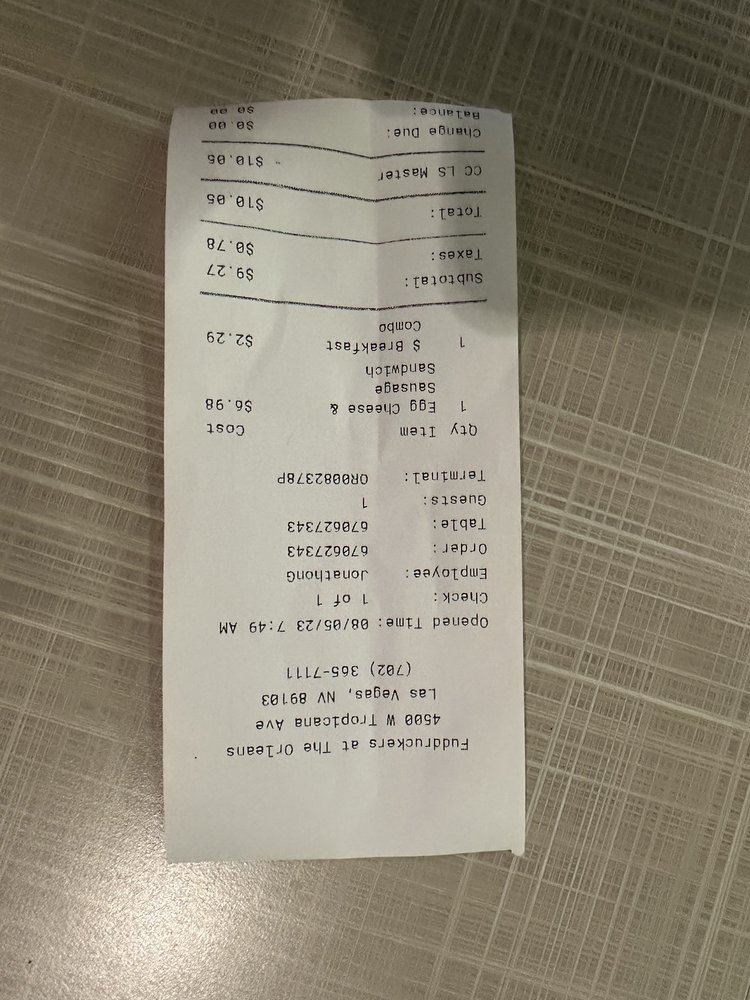 Fuddruckers at The Orleans
4500 W Tropicana Ave
Las Vegas, NV 89103
(702) 365-7111
Opened Time: 08/05/23 7:49 AM
Check: 1 of 1
Employee: JonathonG
Order: 670627343
Table: 670627343
Guests: 1
Terminal: OR0082378P
Qty Item Cost
1 Egg Cheese & $6.98
Sausage
Sandwich
1 $ Breakfast $2.29
Combo
Subtotal: $9.27
Taxes: $0.78
Total: $10.05
CC LS Master $10.05
Change Due: $0.00
Balance: $0.00